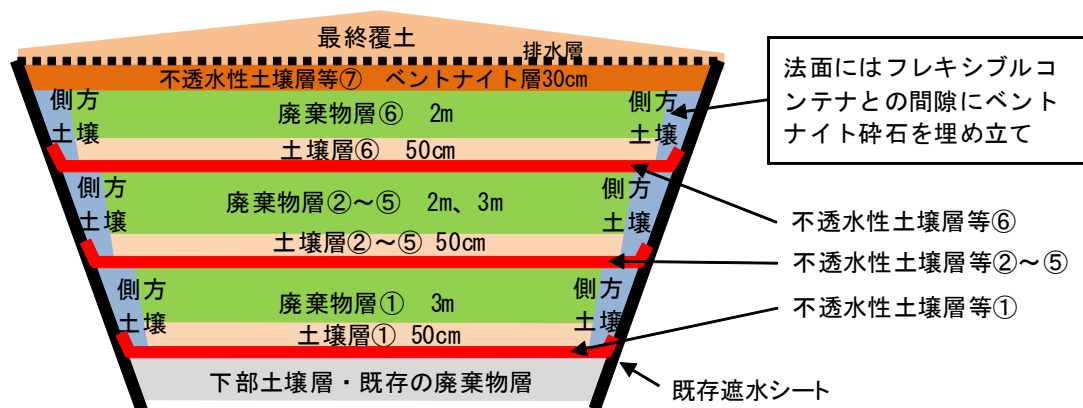 最終覆土
排水層
不透水性土壌層等⑦ ベントナイト層30cm
側方
土壌
廃棄物層⑥ 2m
側方
土壌
土壌層⑥ 50cm
側方
土壌
廃棄物層②～⑤ 2m、3m
側方
土壌
土壌層②～⑤ 50cm
側方
土壌
廃棄物層① 3m
側方
土壌
土壌層① 50cm
下部土壌層・既存の廃棄物層
法面にはフレキシブルコ
ンテナとの間隙にベント
ナイト砕石を埋め立て
不透水性土壌層等⑥
不透水性土壌層等②～⑤
不透水性土壌層等①
既存遮水シート